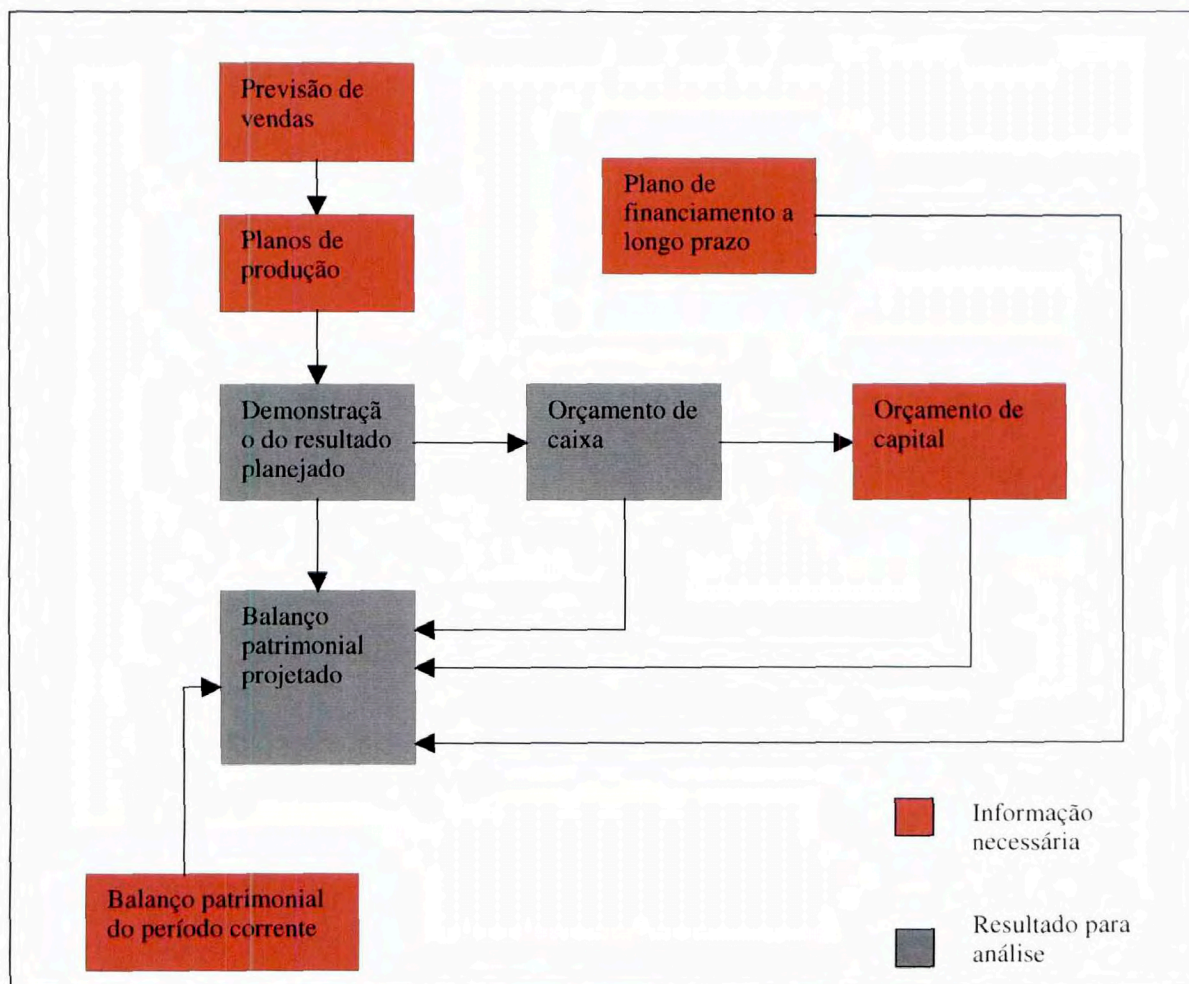 Previsão de
vendas
Plano de
financiamento a
longo prazo
Planos de
produção
Demonstraçã
o do resultado
planejado
Orçamento de
caixa
Orçamento de
capital
Balanço
patrimonial
projetado
Informação
necessária
Balanço patrimonial
do período corrente
Resultado para
análise